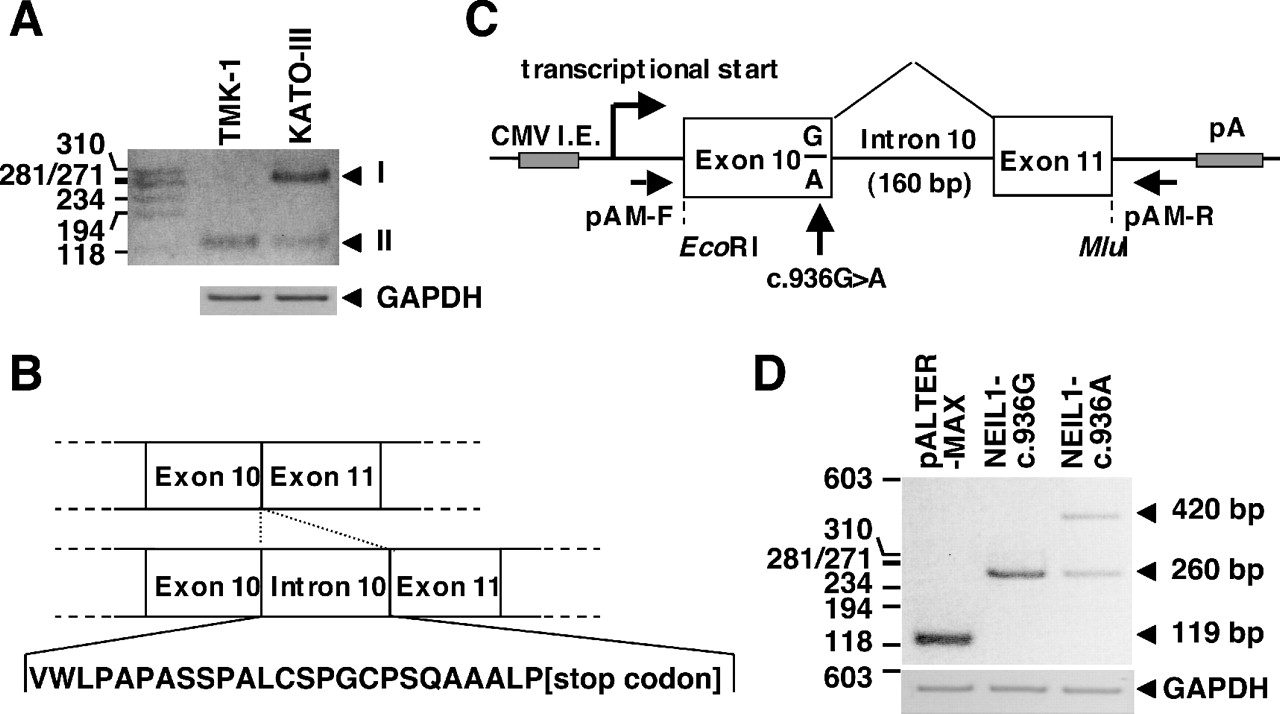 A
TMK-1
KATO-III
310
281/271
234
194
118
I
II
GAPDH
B
Exon 10
Exon 11
Exon 10
Intron 10
Exon 11
VWLPAPASSPALCSPGCPSQAAALP[stop codon]
C
transcriptional start
CMV I.E.
Exon 10
G
A
Intron 10
(160 bp)
Exon 11
pA
pAM-F
pAM-R
EcoRI
MluI
c.936G>A
D
pALTER
-MAX
NEIL1-
c.936G
NEIL1-
c.936A
603
310
281/271
234
194
118
603
420 bp
260 bp
119 bp
GAPDH